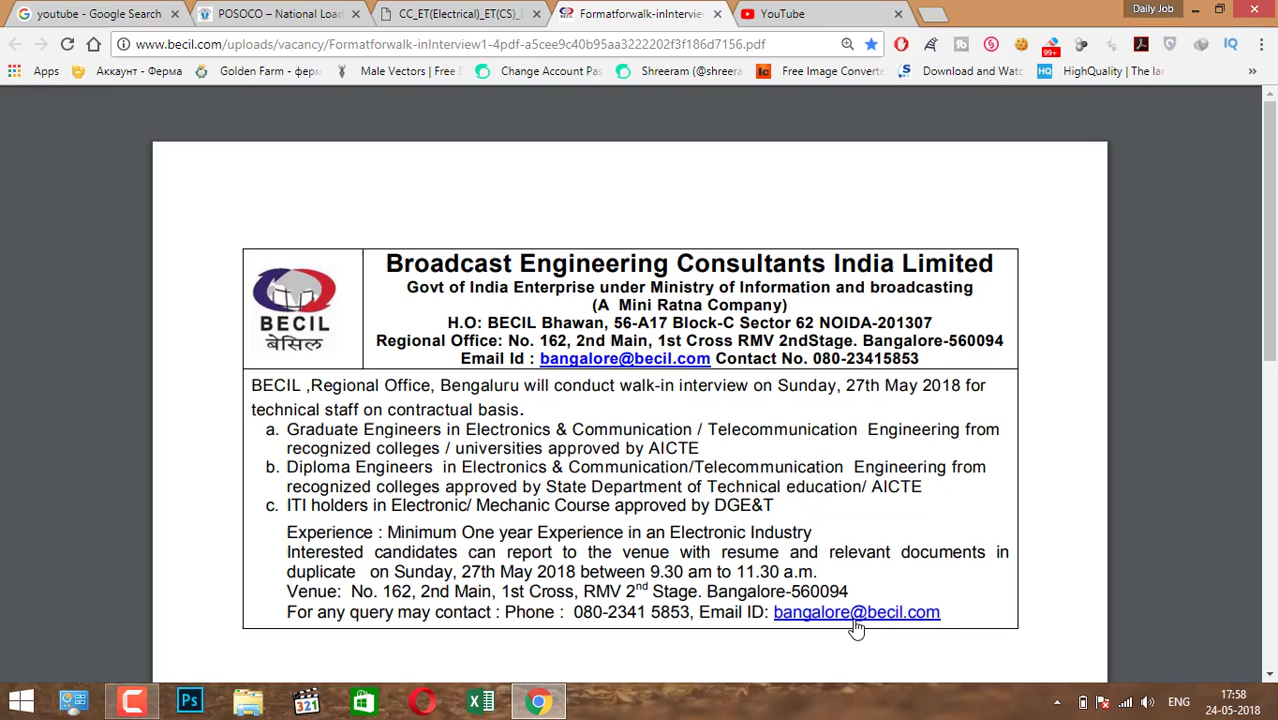 youtube - Google Search
POSOCO – National Load
CC_ET(Electrical)_ET(CS)_
Formatforwalk-inIntervie
YouTube
Daily Job
www.becil.com/uploads/vacancy/Formatforwalk-inInterview1-4pdf-a5cee9c40b95aa3222202f3f186d7156.pdf
99+
IQ
Apps
Аккаунт - Ферма
Golden Farm - ферм
Male Vectors | Free
Change Account Pas
Shreeram (@shreera
Ic
Free Image Converte
Download and Watc
HQ
HighQuality | The lar
»
Broadcast Engineering Consultants India Limited
Govt of India Enterprise under Ministry of Information and broadcasting
(A Mini Ratna Company)
BECIL
बेसिल
H.O: BECIL Bhawan, 56-A17 Block-C Sector 62 NOIDA-201307
Regional Office: No. 162, 2nd Main, 1st Cross RMV 2ndStage. Bangalore-560094
Email Id : bangalore@becil.com Contact No. 080-23415853
BECIL ,Regional Office, Bengaluru will conduct walk-in interview on Sunday, 27th May 2018 for
technical staff on contractual basis.
a. Graduate Engineers in Electronics & Communication / Telecommunication Engineering from
recognized colleges / universities approved by AICTE
b. Diploma Engineers in Electronics & Communication/Telecommunication Engineering from
recognized colleges approved by State Department of Technical education/ AICTE
c. ITI holders in Electronic/ Mechanic Course approved by DGE&T
Experience : Minimum One year Experience in an Electronic Industry
Interested candidates can report to the venue with resume and relevant documents in
duplicate on Sunday, 27th May 2018 between 9.30 am to 11.30 a.m.
Venue: No. 162, 2nd Main, 1st Cross, RMV 2nd Stage. Bangalore-560094
For any query may contact : Phone : 080-2341 5853, Email ID: bangalore@becil.com
Ps
321
ENG
17:58
24-05-2018